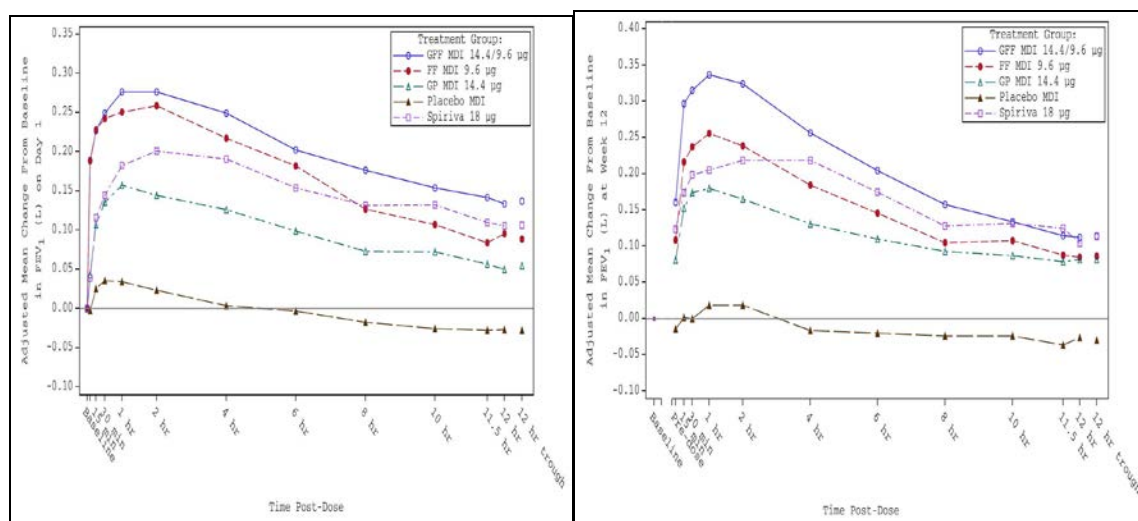 Adjusted Mean Change From Baseline
in FEV₁ (L) on Day 1
0.35
0.30
0.25
0.20
0.15
0.10
0.05
0.00
-0.05
-0.10
Treatment Group:
GFF MDI 14.4/9.6 µg
FF MDI 9.6 µg
GP MDI 14.4 µg
Placebo MDI
Spiriva 18 µg
Baseline
15 min
30 min
1 hr
2 hr
4 hr
6 hr
8 hr
10 hr
11.5 hr
12 hr
12 hr trough
Time Post-Dose
Adjusted Mean Change From Baseline
in FEV₁ (L) at Week 12
0.40
0.35
0.30
0.25
0.20
0.15
0.10
0.05
0.00
-0.05
-0.10
Treatment Group:
GFF MDI 14.4/9.6 µg
FF MDI 9.6 µg
GP MDI 14.4 µg
Placebo MDI
Spiriva 18 µg
Baseline
Pre-dose
15 min
30 min
1 hr
2 hr
4 hr
6 hr
8 hr
10 hr
11.5 hr
12 hr
12 hr trough
Time Post-Dose